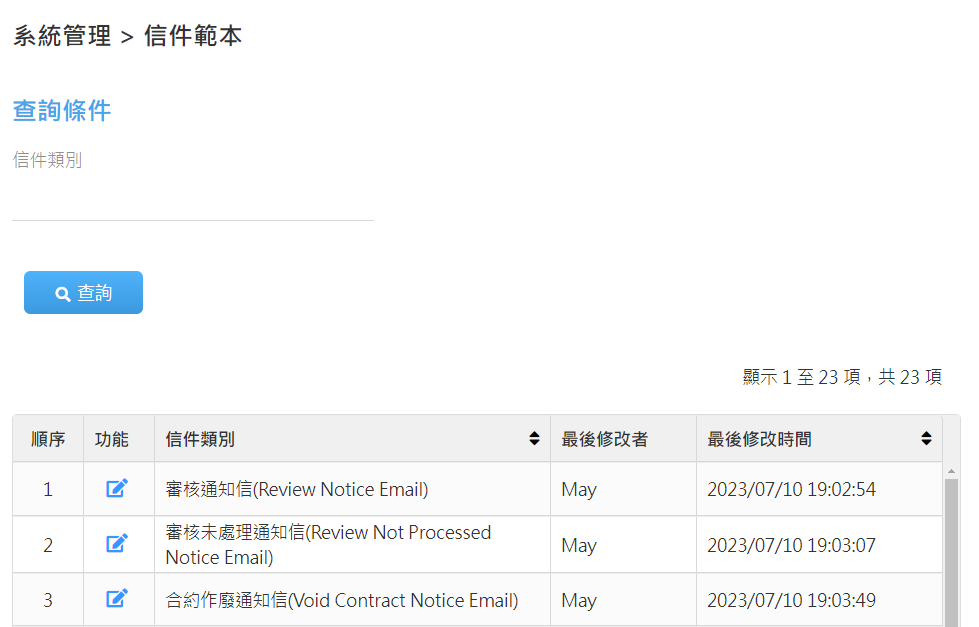 系統管理 > 信件範本
查詢條件
信件類別
查詢
顯示 1 至 23 項，共 23 項
順序 功能 信件類別 最後修改者 最後修改時間
1 審核通知信(Review Notice Email) May 2023/07/10 19:02:54
2 審核未處理通知信(Review Not Processed
Notice Email) May 2023/07/10 19:03:07
3 合約作廢通知信(Void Contract Notice Email) May 2023/07/10 19:03:49